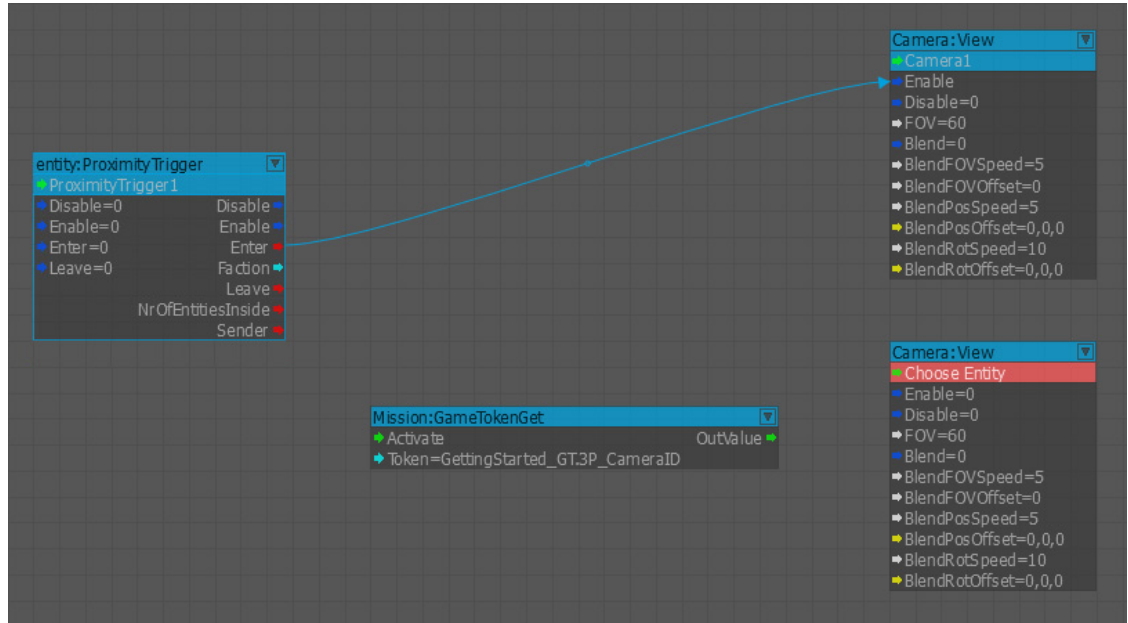 entity:ProximityTrigger
ProximityTrigger1
Disable=0 Disable
Enable=0 Enable
Enter=0 Enter
Leave=0 Faction
Leave
NrOfEntitiesInside
Sender
Camera:View
Camera1
Enable
Disable=0
FOV=60
Blend=0
BlendFOVSpeed=5
BlendFOVOffset=0
BlendPosSpeed=5
BlendPosOffset=0,0,0
BlendRotSpeed=10
BlendRotOffset=0,0,0
Mission:GameTokenGet
Activate OutValue
Token=GettingStarted_GT.3P_CameraID
Camera:View
Choose Entity
Enable=0
Disable=0
FOV=60
Blend=0
BlendFOVSpeed=5
BlendFOVOffset=0
BlendPosSpeed=5
BlendPosOffset=0,0,0
BlendRotSpeed=10
BlendRotOffset=0,0,0